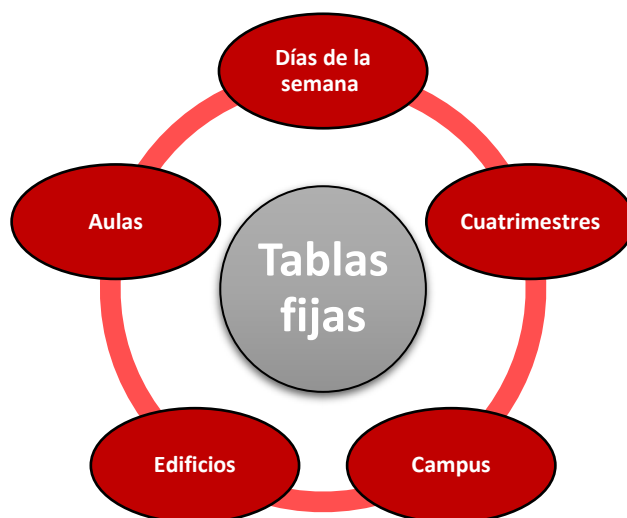 Días de la
semana
Aulas
Cuatrimestres
Tablas
fijas
Edificios
Campus